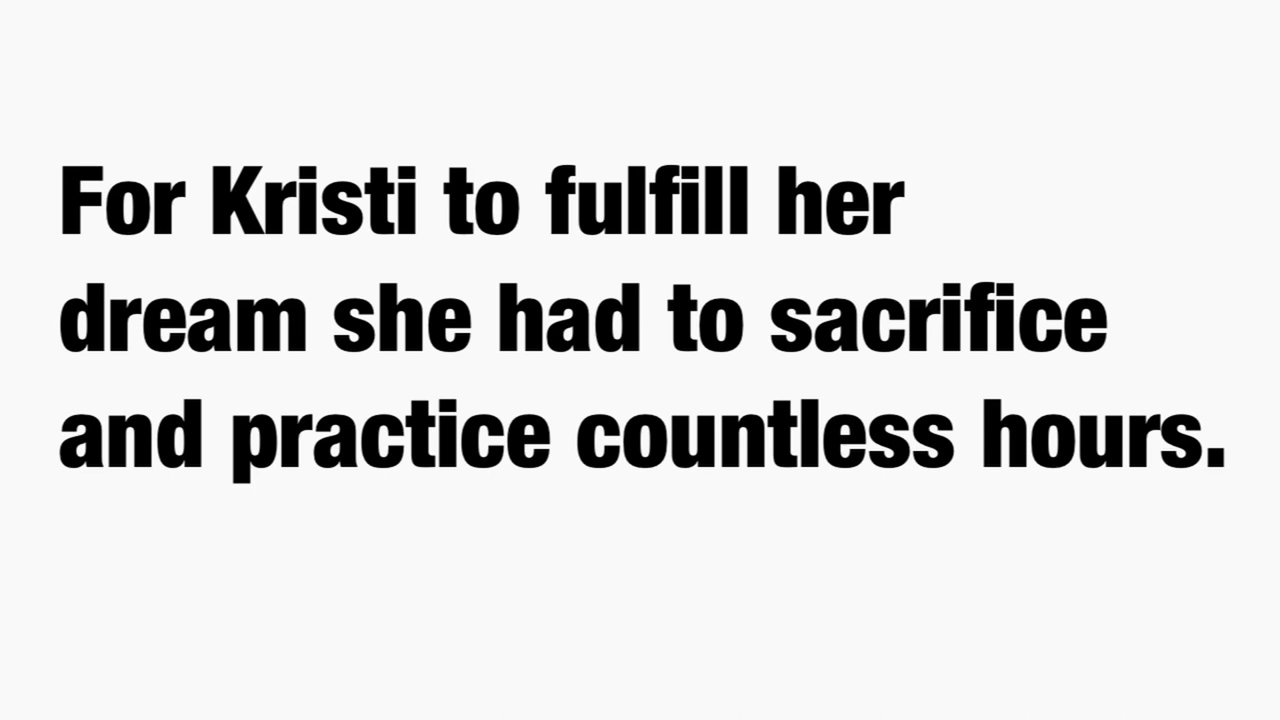 For Kristi to fulfill her
dream she had to sacrifice
and practice countless hours.